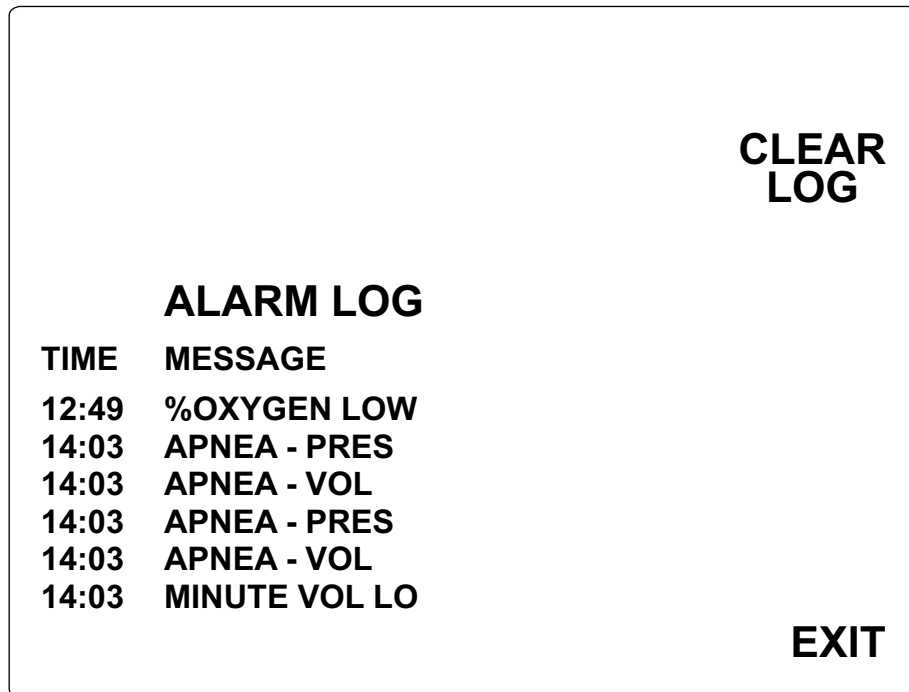 CLEAR
LOG
ALARM LOG
TIME MESSAGE
12:49 %OXYGEN LOW
14:03 APNEA - PRES
14:03 APNEA - VOL
14:03 APNEA - PRES
14:03 APNEA - VOL
14:03 MINUTE VOL LO
EXIT